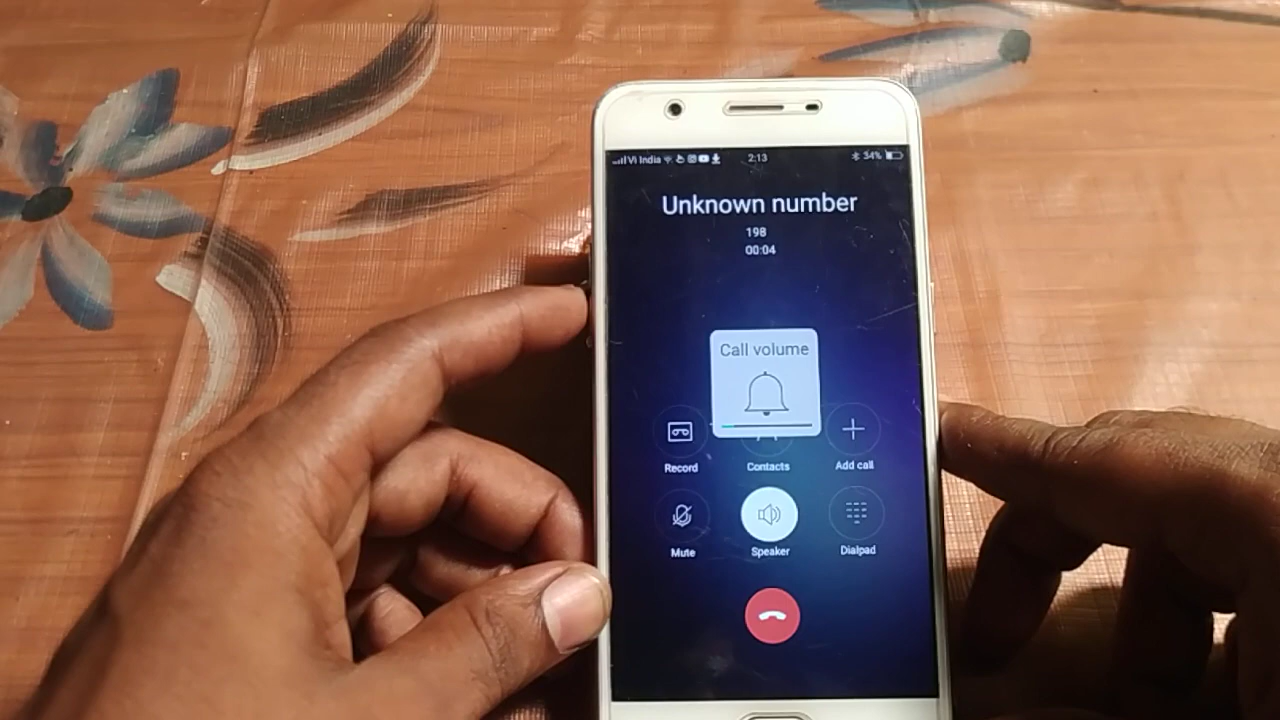 Vi India 2:13 34%
Unknown number
198
00:04
Call volume
Record Contacts Add call
Mute Speaker Dialpad